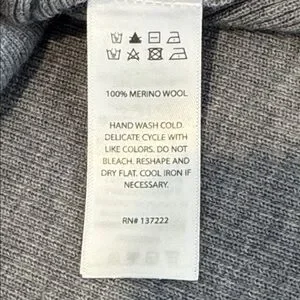 100% MERINO WOOL
HAND WASH COLD.
DELICATE CYCLE WITH
LIKE COLORS. DO NOT
BLEACH. RESHAPE AND
DRY FLAT. COOL IRON IF
NECESSARY.
RN# 137222